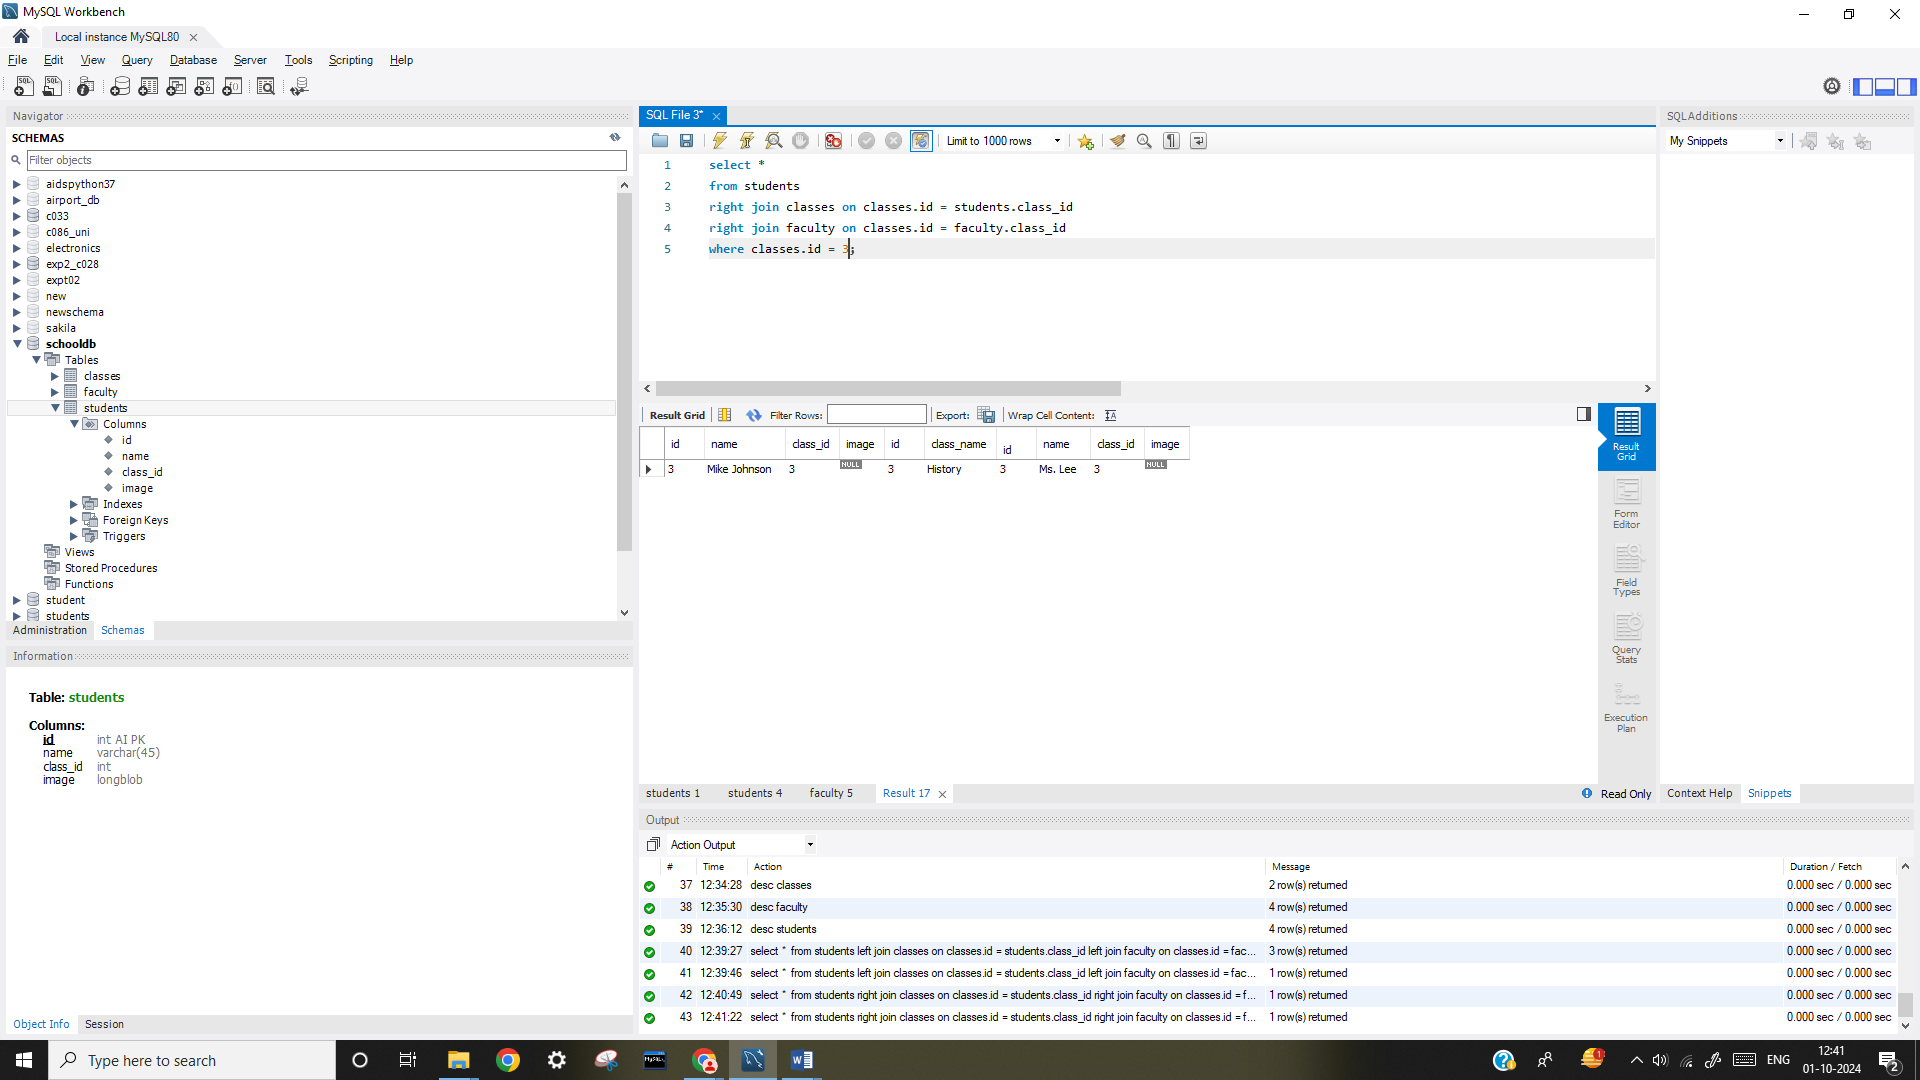 MySQL Workbench
Local instance MySQL80
File Edit View Query Database Server Tools Scripting Help
Navigator
SCHEMAS
Filter objects
aidspython37
airport_db
c033
c086_uni
electronics
exp2_c028
expt02
new
newschema
sakila
schooldb
Tables
classes
faculty
students
Columns
id
name
class_id
image
Indexes
Foreign Keys
Triggers
Views
Stored Procedures
Functions
student
students
Administration Schemas
Information
Table: students
Columns:
id int AI PK
name varchar(45)
class_id int
image longblob
Object Info Session
SQL File 3*
Limit to 1000 rows
1 select *
2 from students
3 right join classes on classes.id = students.class_id
4 right join faculty on classes.id = faculty.class_id
5 where classes.id = 3;
Result Grid Filter Rows: Export: Wrap Cell Content:
id name class_id image id class_name id name class_id image
3 Mike Johnson 3 NULL 3 History 3 Ms. Lee 3 NULL
Result Grid
Form Editor
Field Types
Query Stats
Execution Plan
students 1 students 4 faculty 5 Result 17 Read Only
SQLAdditions
My Snippets
Context Help Snippets
Output
Action Output
# Time Action Message Duration / Fetch
37 12:34:28 desc classes 2 row(s) returned 0.000 sec / 0.000 sec
38 12:35:30 desc faculty 4 row(s) returned 0.000 sec / 0.000 sec
39 12:36:12 desc students 4 row(s) returned 0.000 sec / 0.000 sec
40 12:39:27 select * from students left join classes on classes.id = students.class_id left join faculty on classes.id = fac... 3 row(s) returned 0.000 sec / 0.000 sec
41 12:39:46 select * from students left join classes on classes.id = students.class_id left join faculty on classes.id = fac... 1 row(s) returned 0.000 sec / 0.000 sec
42 12:40:49 select * from students right join classes on classes.id = students.class_id right join faculty on classes.id = f... 1 row(s) returned 0.000 sec / 0.000 sec
43 12:41:22 select * from students right join classes on classes.id = students.class_id right join faculty on classes.id = f... 1 row(s) returned 0.000 sec / 0.000 sec
Type here to search
ENG
12:41
01-10-2024